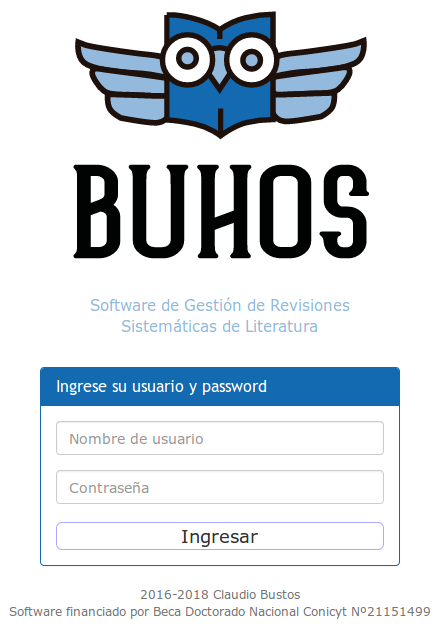 BUHOS
Software de Gestión de Revisiones
Sistemáticas de Literatura
Ingrese su usuario y password
Nombre de usuario
Contraseña
Ingresar
2016-2018 Claudio Bustos
Software financiado por Beca Doctorado Nacional Conicyt Nº21151499